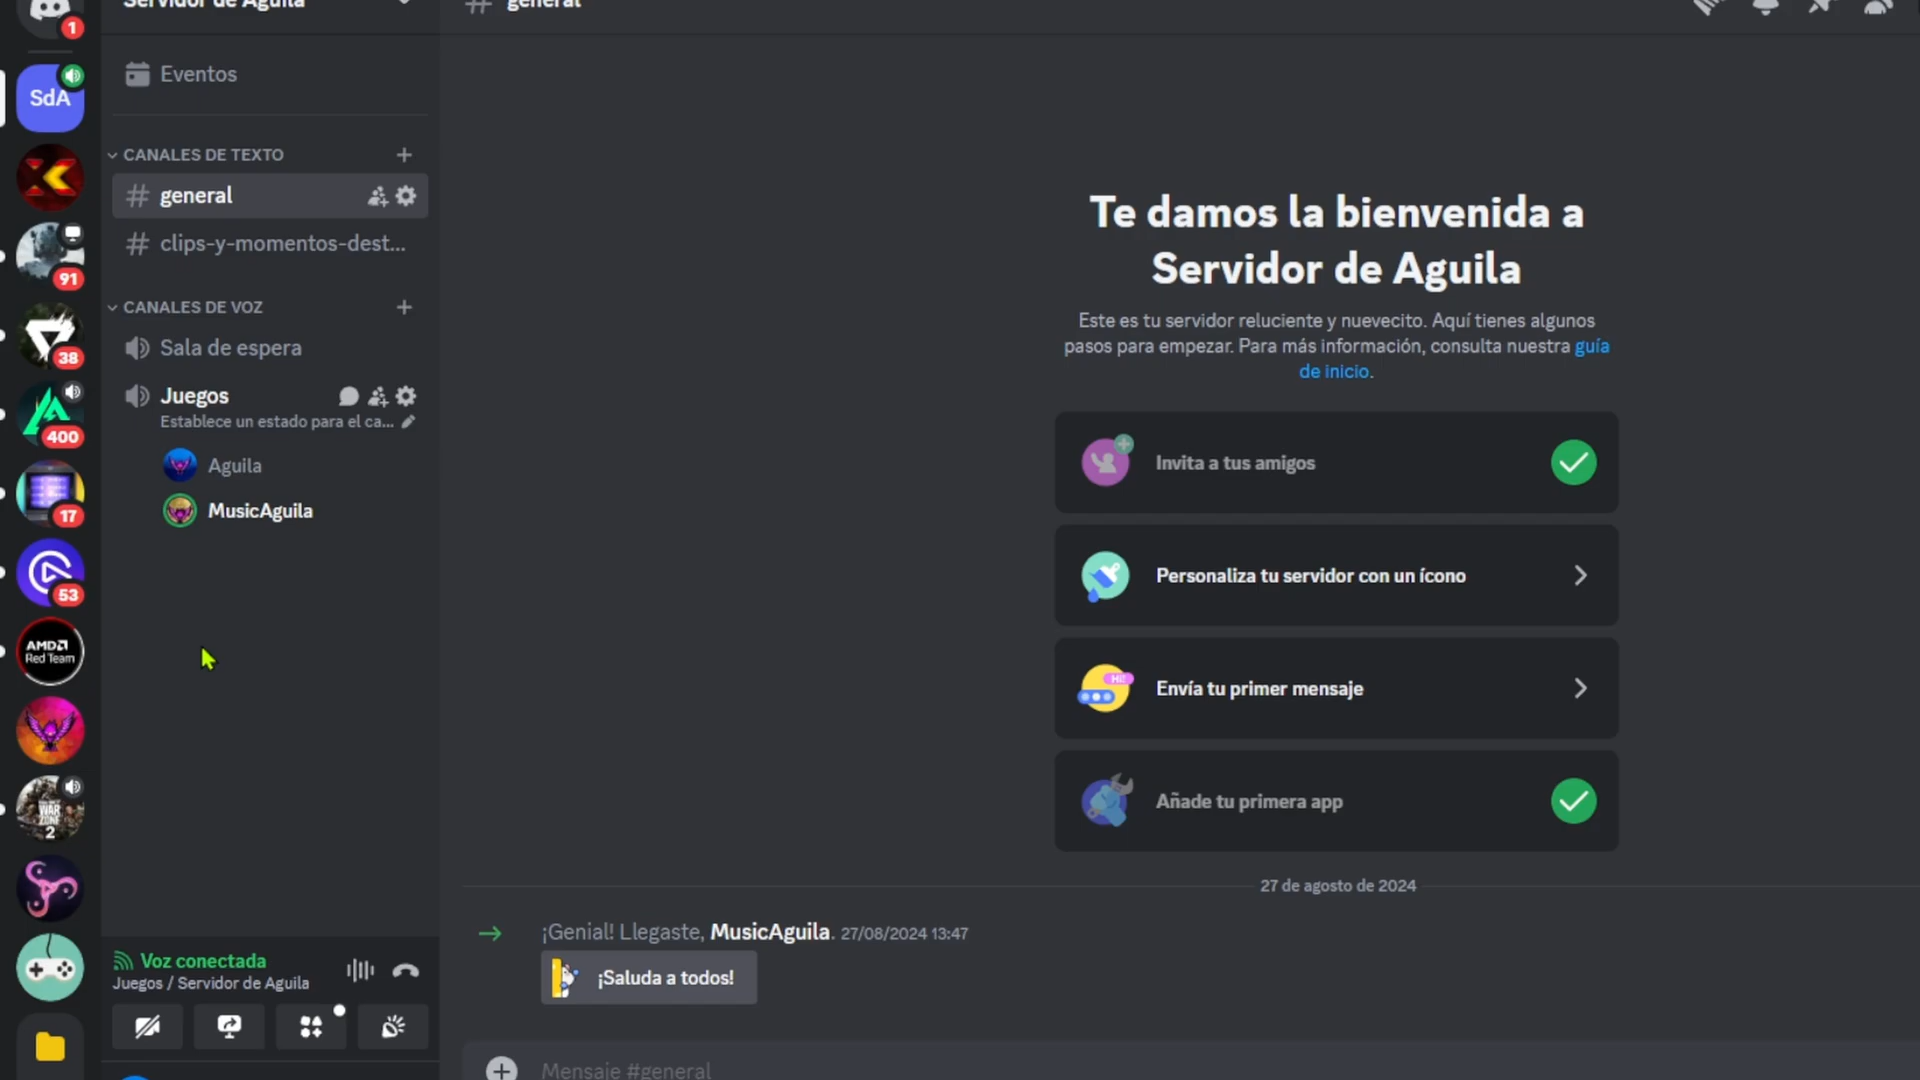 Servidor de Aguila
general
1
Eventos
SdA
CANALES DE TEXTO
general
clips-y-momentos-dest...
91
CANALES DE VOZ
Sala de espera
38
Juegos
Establece un estado para el ca...
400
Aguila
MusicAguila
17
53
AMD
Red Team
WAR
ZONE
2
Te damos la bienvenida a
Servidor de Aguila
Este es tu servidor reluciente y nuevecito. Aquí tienes algunos
pasos para empezar. Para más información, consulta nuestra guía
de inicio.
Invita a tus amigos
Personaliza tu servidor con un ícono
Hi!
Envía tu primer mensaje
Añade tu primera app
27 de agosto de 2024
¡Genial! Llegaste, MusicAguila. 27/08/2024 13:47
¡Saluda a todos!
Voz conectada
Juegos / Servidor de Aguila
Mensaje #general